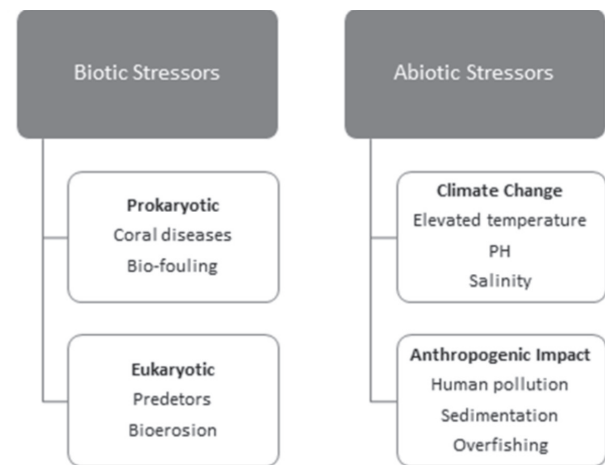 Biotic Stressors
Prokaryotic
Coral diseases
Bio-fouling
Eukaryotic
Predetors
Bioerosion
Abiotic Stressors
Climate Change
Elevated temperature
PH
Salinity
Anthropogenic Impact
Human pollution
Sedimentation
Overfishing